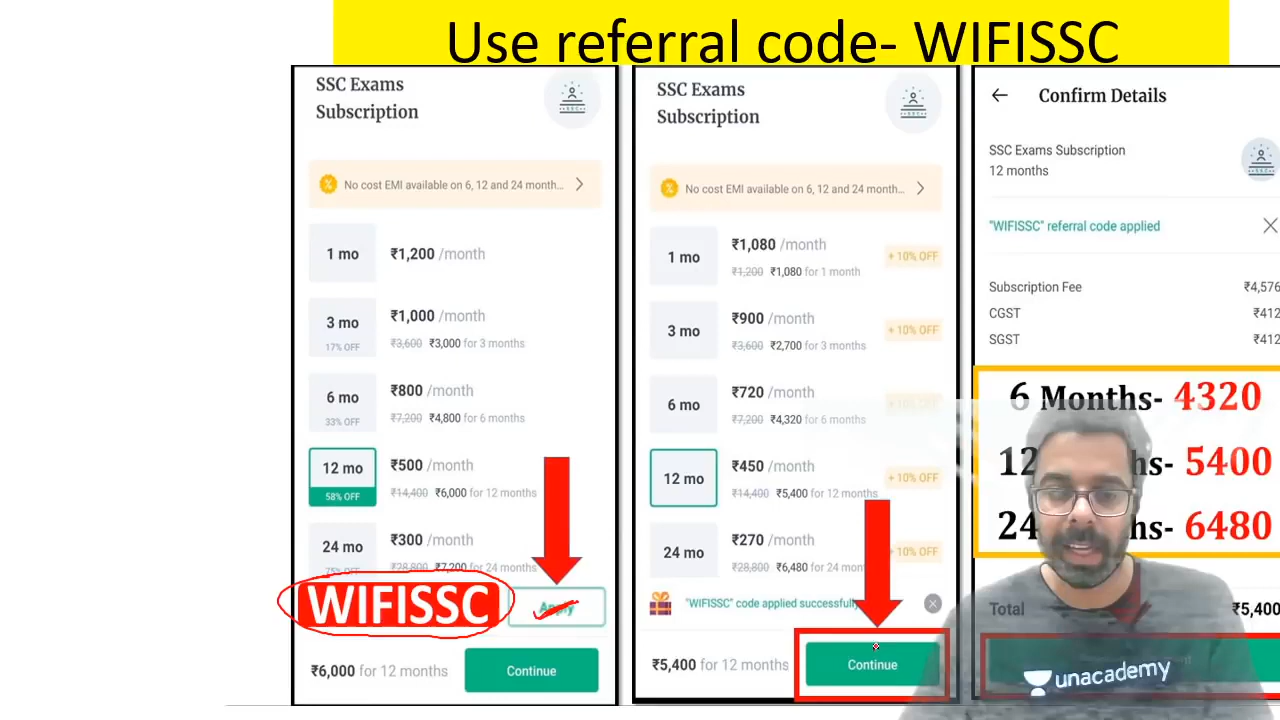 Use referral code- WIFISSC
SSC Exams
Subscription
No cost EMI available on 6, 12 and 24 month...
1 mo
₹1,200 /month
3 mo
17% OFF
₹1,000 /month
₹3,600 ₹3,000 for 3 months
6 mo
33% OFF
₹800 /month
₹7,200 ₹4,800 for 6 months
12 mo
58% OFF
₹500 /month
₹14,400 ₹6,000 for 12 months
24 mo
75% OFF
₹300 /month
₹28,800 ₹7,200 for 24 months
WIFISSC
Apply
₹6,000 for 12 months
Continue
SSC Exams
Subscription
No cost EMI available on 6, 12 and 24 month...
1 mo
₹1,080 /month
₹1,200 ₹1,080 for 1 month
+ 10% OFF
3 mo
₹900 /month
₹3,600 ₹2,700 for 3 months
+ 10% OFF
6 mo
₹720 /month
₹7,200 ₹4,320 for 6 months
+ 10% OFF
12 mo
₹450 /month
₹14,400 ₹5,400 for 12 months
+ 10% OFF
24 mo
₹270 /month
₹28,800 ₹6,480 for 24
+ 10% OFF
"WIFISSC" code applied successfully
₹5,400 for 12 months
Continue
Confirm Details
SSC Exams Subscription
12 months
"WIFISSC" referral code applied
Subscription Fee ₹4,576
CGST ₹412
SGST ₹412
6 Months- 4320
12 hs- 5400
24 hs- 6480
Total ₹5,400
unacademy